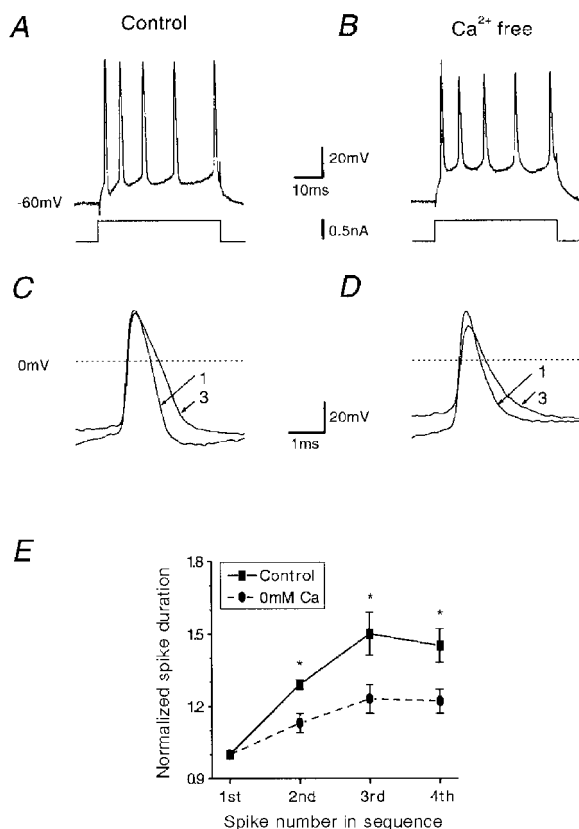 A Control
B Ca²⁺ free
20mV
10ms
-60mV
0.5nA
C
D
0mV
1
3
1
3
20mV
1ms
E
Normalized spike duration
1.8
1.5
1.2
0.9
Control
0mM Ca
*
*
*
1st 2nd 3rd 4th
Spike number in sequence